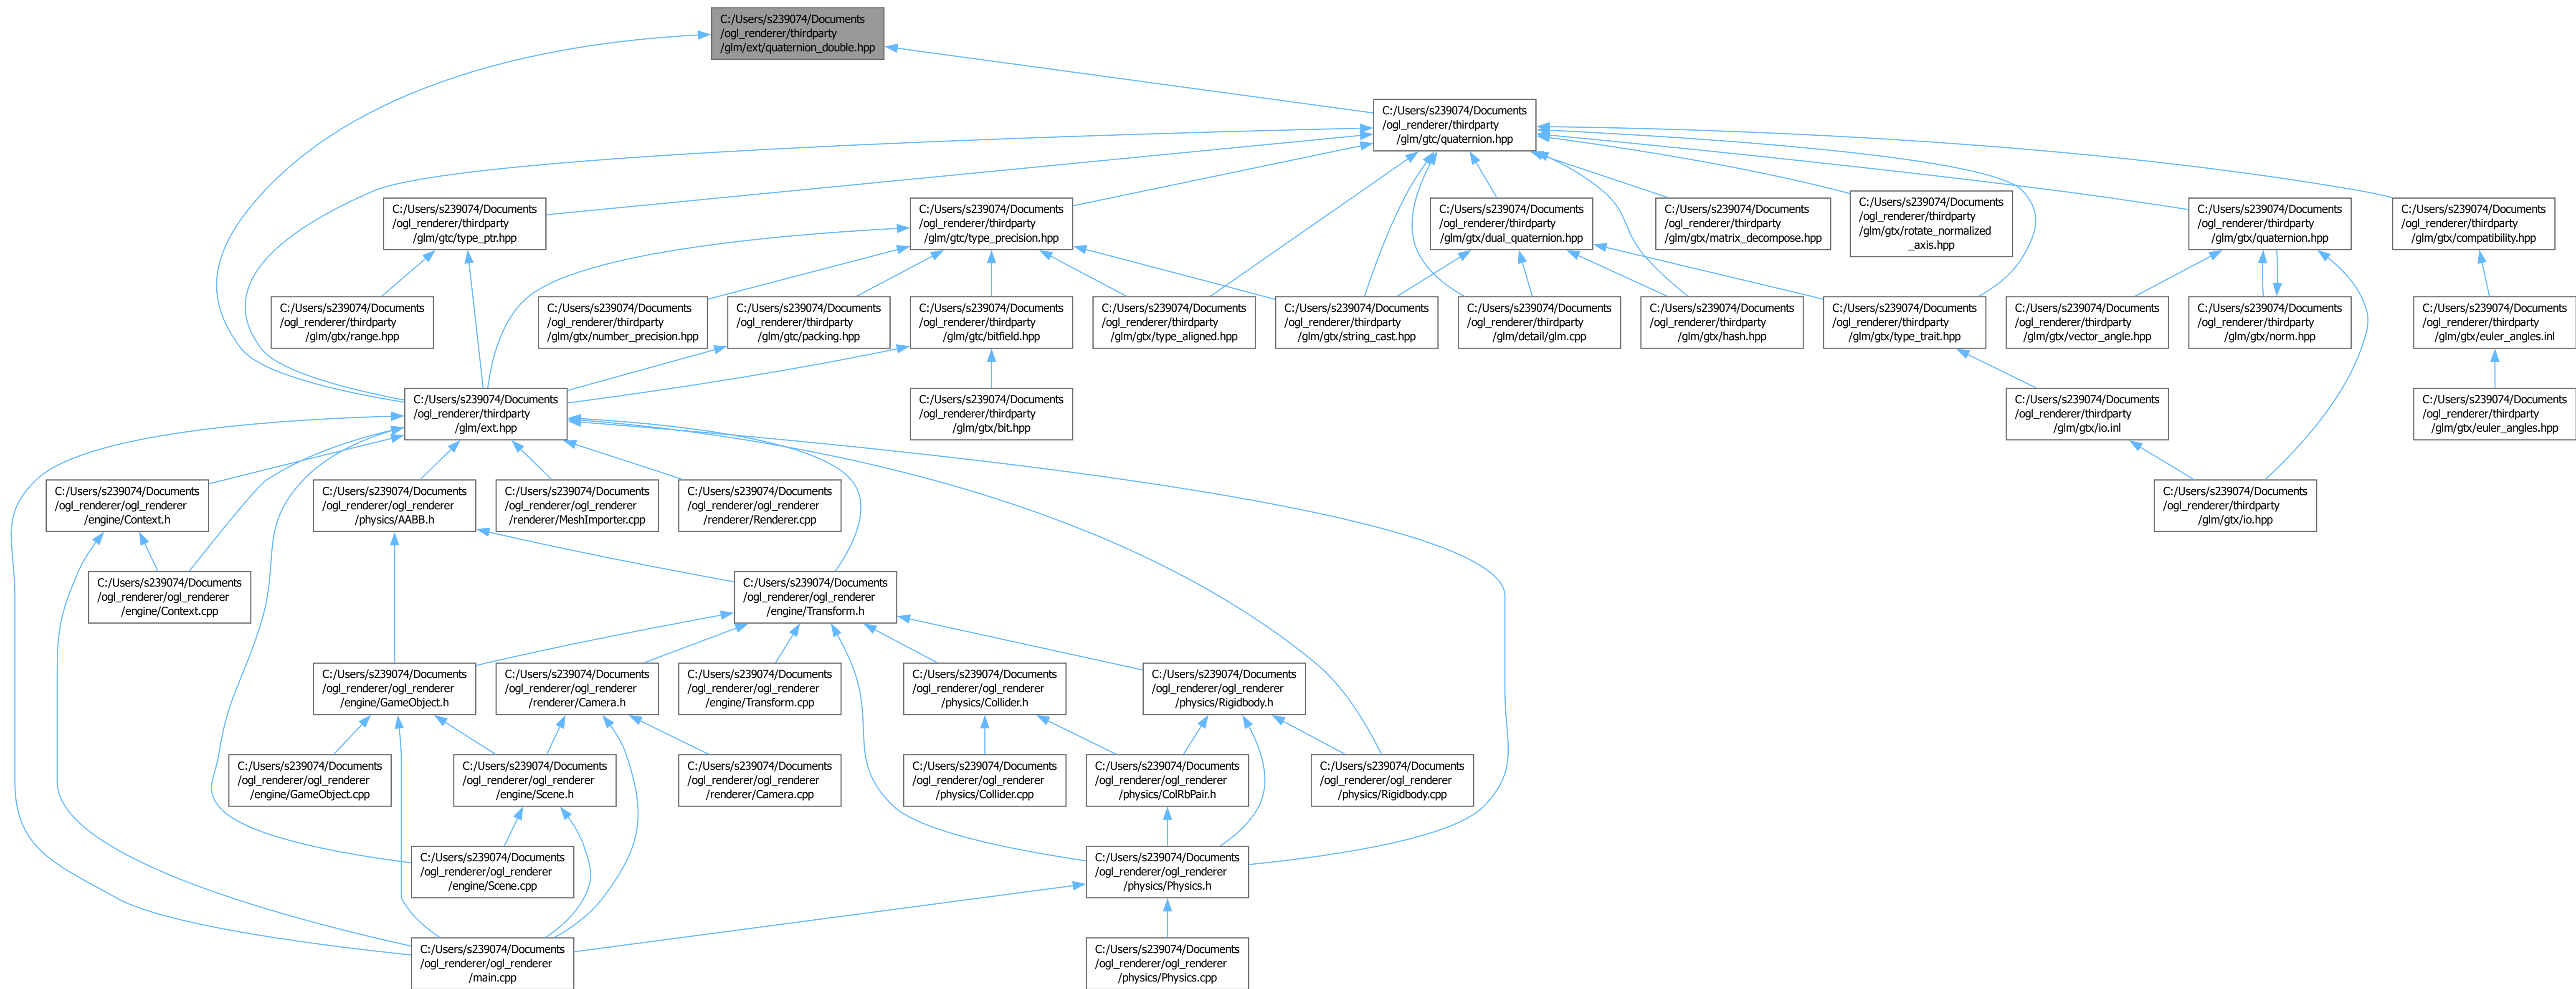 C:/Users/s239074/Documents
/ogl_renderer/thirdparty
/glm/ext/quaternion_double.hpp
C:/Users/s239074/Documents
/ogl_renderer/thirdparty
/glm/gtc/quaternion.hpp
C:/Users/s239074/Documents
/ogl_renderer/thirdparty
/glm/gtc/type_ptr.hpp
C:/Users/s239074/Documents
/ogl_renderer/thirdparty
/glm/gtc/type_precision.hpp
C:/Users/s239074/Documents
/ogl_renderer/thirdparty
/glm/gtx/dual_quaternion.hpp
C:/Users/s239074/Documents
/ogl_renderer/thirdparty
/glm/gtx/matrix_decompose.hpp
C:/Users/s239074/Documents
/ogl_renderer/thirdparty
/glm/gtx/rotate_normalized
_axis.hpp
C:/Users/s239074/Documents
/ogl_renderer/thirdparty
/glm/gtx/quaternion.hpp
C:/Users/s239074/Documents
/ogl_renderer/thirdparty
/glm/gtx/compatibility.hpp
C:/Users/s239074/Documents
/ogl_renderer/thirdparty
/glm/gtx/range.hpp
C:/Users/s239074/Documents
/ogl_renderer/thirdparty
/glm/gtx/number_precision.hpp
C:/Users/s239074/Documents
/ogl_renderer/thirdparty
/glm/gtc/packing.hpp
C:/Users/s239074/Documents
/ogl_renderer/thirdparty
/glm/gtc/bitfield.hpp
C:/Users/s239074/Documents
/ogl_renderer/thirdparty
/glm/gtx/type_aligned.hpp
C:/Users/s239074/Documents
/ogl_renderer/thirdparty
/glm/gtx/string_cast.hpp
C:/Users/s239074/Documents
/ogl_renderer/thirdparty
/glm/detail/glm.cpp
C:/Users/s239074/Documents
/ogl_renderer/thirdparty
/glm/gtx/hash.hpp
C:/Users/s239074/Documents
/ogl_renderer/thirdparty
/glm/gtx/type_trait.hpp
C:/Users/s239074/Documents
/ogl_renderer/thirdparty
/glm/gtx/vector_angle.hpp
C:/Users/s239074/Documents
/ogl_renderer/thirdparty
/glm/gtx/norm.hpp
C:/Users/s239074/Documents
/ogl_renderer/thirdparty
/glm/gtx/euler_angles.inl
C:/Users/s239074/Documents
/ogl_renderer/thirdparty
/glm/ext.hpp
C:/Users/s239074/Documents
/ogl_renderer/thirdparty
/glm/gtx/bit.hpp
C:/Users/s239074/Documents
/ogl_renderer/thirdparty
/glm/gtx/io.inl
C:/Users/s239074/Documents
/ogl_renderer/thirdparty
/glm/gtx/euler_angles.hpp
C:/Users/s239074/Documents
/ogl_renderer/ogl_renderer
/engine/Context.h
C:/Users/s239074/Documents
/ogl_renderer/ogl_renderer
/physics/AABB.h
C:/Users/s239074/Documents
/ogl_renderer/ogl_renderer
/renderer/MeshImporter.cpp
C:/Users/s239074/Documents
/ogl_renderer/ogl_renderer
/renderer/Renderer.cpp
C:/Users/s239074/Documents
/ogl_renderer/thirdparty
/glm/gtx/io.hpp
C:/Users/s239074/Documents
/ogl_renderer/ogl_renderer
/engine/Context.cpp
C:/Users/s239074/Documents
/ogl_renderer/ogl_renderer
/engine/Transform.h
C:/Users/s239074/Documents
/ogl_renderer/ogl_renderer
/engine/GameObject.h
C:/Users/s239074/Documents
/ogl_renderer/ogl_renderer
/renderer/Camera.h
C:/Users/s239074/Documents
/ogl_renderer/ogl_renderer
/engine/Transform.cpp
C:/Users/s239074/Documents
/ogl_renderer/ogl_renderer
/physics/Collider.h
C:/Users/s239074/Documents
/ogl_renderer/ogl_renderer
/physics/Rigidbody.h
C:/Users/s239074/Documents
/ogl_renderer/ogl_renderer
/engine/GameObject.cpp
C:/Users/s239074/Documents
/ogl_renderer/ogl_renderer
/engine/Scene.h
C:/Users/s239074/Documents
/ogl_renderer/ogl_renderer
/renderer/Camera.cpp
C:/Users/s239074/Documents
/ogl_renderer/ogl_renderer
/physics/Collider.cpp
C:/Users/s239074/Documents
/ogl_renderer/ogl_renderer
/physics/ColRbPair.h
C:/Users/s239074/Documents
/ogl_renderer/ogl_renderer
/physics/Rigidbody.cpp
C:/Users/s239074/Documents
/ogl_renderer/ogl_renderer
/engine/Scene.cpp
C:/Users/s239074/Documents
/ogl_renderer/ogl_renderer
/physics/Physics.h
C:/Users/s239074/Documents
/ogl_renderer/ogl_renderer
/main.cpp
C:/Users/s239074/Documents
/ogl_renderer/ogl_renderer
/physics/Physics.cpp